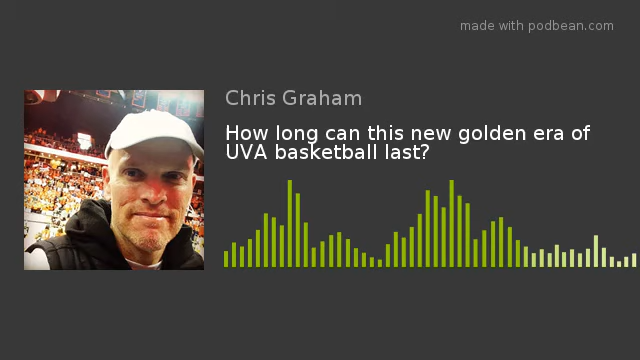 made with podbean.com
Chris Graham
How long can this new golden era of
UVA basketball last?